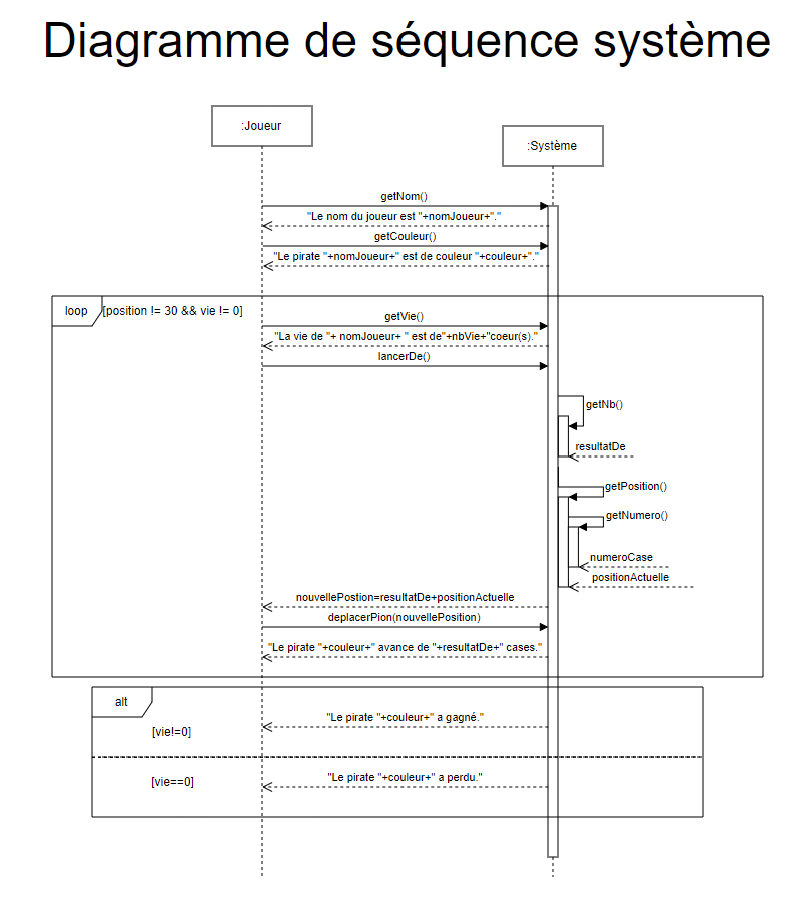 Diagramme de séquence système
:Joueur
:Système
getNom()
"Le nom du joueur est "+nomJoueur+"."
getCouleur()
"Le pirate "+nomJoueur+" est de couleur "+couleur+"."
loop
[position != 30 && vie != 0]
getVie()
"La vie de "+ nomJoueur+ " est de"+nbVie+"coeur(s)."
lancerDe()
getNb()
resultatDe
getPosition()
getNumero()
numeroCase
positionActuelle
nouvellePostion=resultatDe+positionActuelle
deplacerPion(nouvellePosition)
"Le pirate "+couleur+" avance de "+resultatDe+" cases."
alt
"Le pirate "+couleur+" a gagné."
[vie!=0]
"Le pirate "+couleur+" a perdu."
[vie==0]